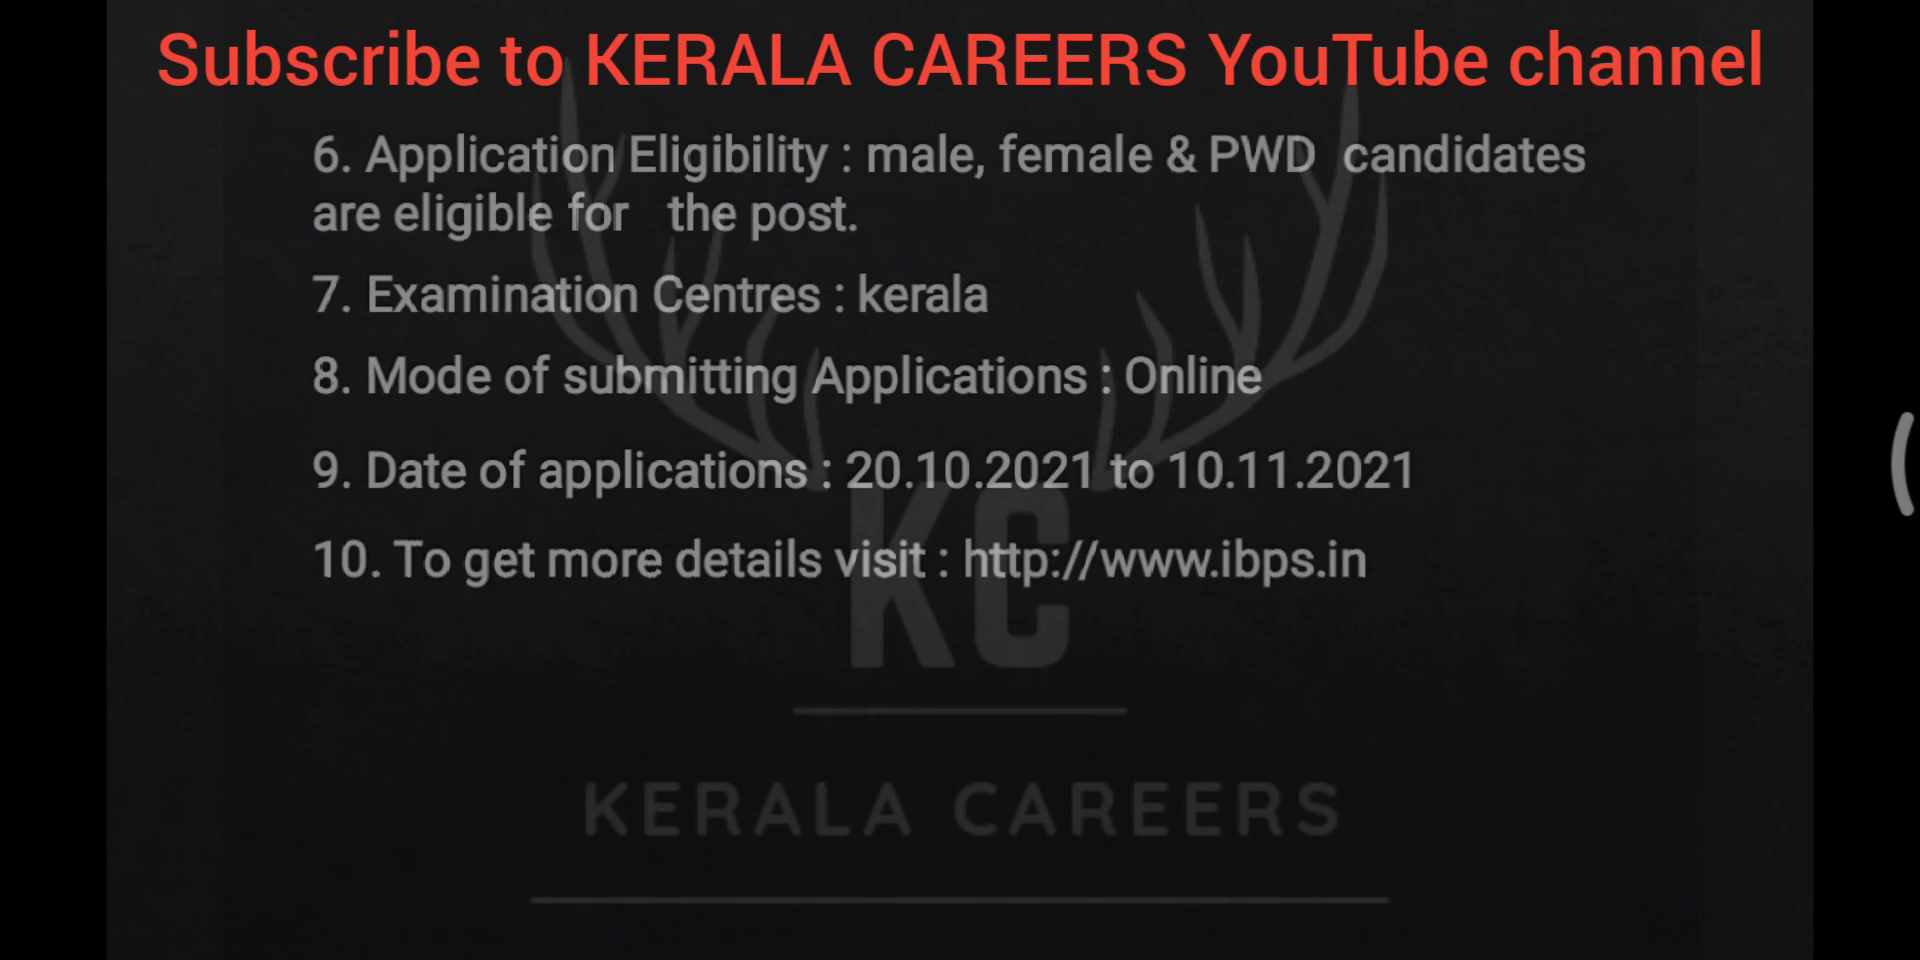 Subscribe to KERALA CAREERS YouTube channel
6. Application Eligibility : male, female & PWD candidates
are eligible for the post.
7. Examination Centres : kerala
8. Mode of submitting Applications : Online
9. Date of applications : 20.10.2021 to 10.11.2021
10. To get more details visit : http://www.ibps.in
KC
KERALA CAREERS